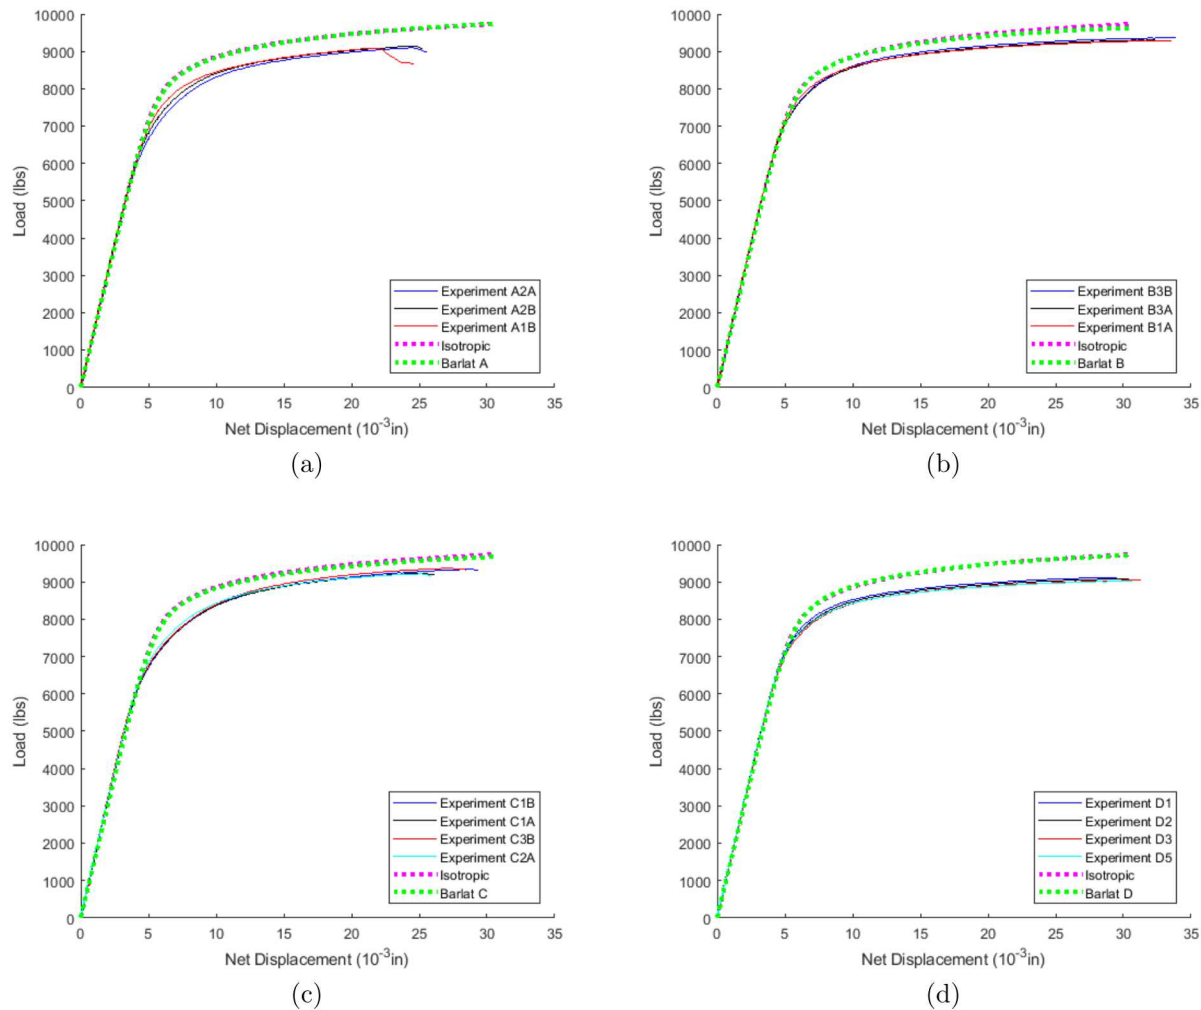 10000
9000
8000
7000
6000
5000
4000
3000
2000
1000
0
Load (lbs)
Experiment A2A
Experiment A2B
Experiment A1B
Isotropic
Barlat A
0 5 10 15 20 25 30 35
Net Displacement (10⁻³in)
(a)
10000
9000
8000
7000
6000
5000
4000
3000
2000
1000
0
Load (lbs)
Experiment B3B
Experiment B3A
Experiment B1A
Isotropic
Barlat B
0 5 10 15 20 25 30 35
Net Displacement (10⁻³in)
(b)
10000
9000
8000
7000
6000
5000
4000
3000
2000
1000
0
Load (lbs)
Experiment C1B
Experiment C1A
Experiment C3B
Experiment C2A
Isotropic
Barlat C
0 5 10 15 20 25 30 35
Net Displacement (10⁻³in)
(c)
10000
9000
8000
7000
6000
5000
4000
3000
2000
1000
0
Load (lbs)
Experiment D1
Experiment D2
Experiment D3
Experiment D5
Isotropic
Barlat D
0 5 10 15 20 25 30 35
Net Displacement (10⁻³in)
(d)